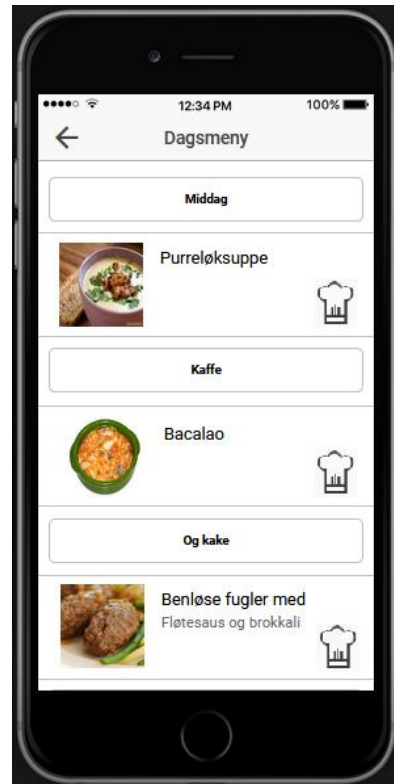 12:34 PM 100%
Dagsmeny
Middag
Purreløksuppe
Kaffe
Bacalao
Og kake
Benløse fugler med
Fløtesaus og brokkali